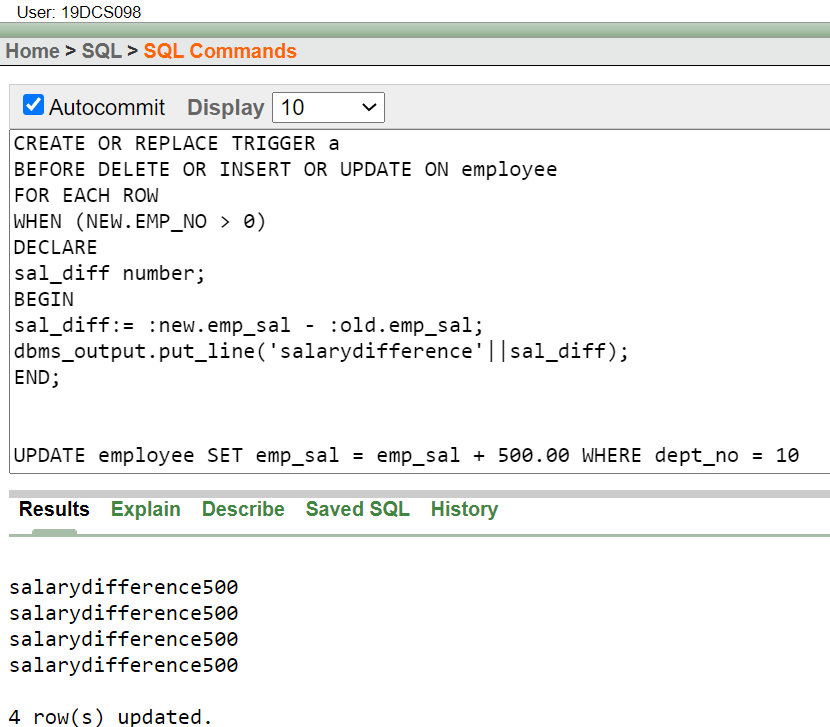 User: 19DCS098
Home > SQL > SQL Commands
Autocommit Display 10
CREATE OR REPLACE TRIGGER a
BEFORE DELETE OR INSERT OR UPDATE ON employee
FOR EACH ROW
WHEN (NEW.EMP_NO > 0)
DECLARE
sal_diff number;
BEGIN
sal_diff:= :new.emp_sal - :old.emp_sal;
dbms_output.put_line('salarydifference'||sal_diff);
END;
UPDATE employee SET emp_sal = emp_sal + 500.00 WHERE dept_no = 10
Results Explain Describe Saved SQL History
salarydifference500
salarydifference500
salarydifference500
salarydifference500
4 row(s) updated.